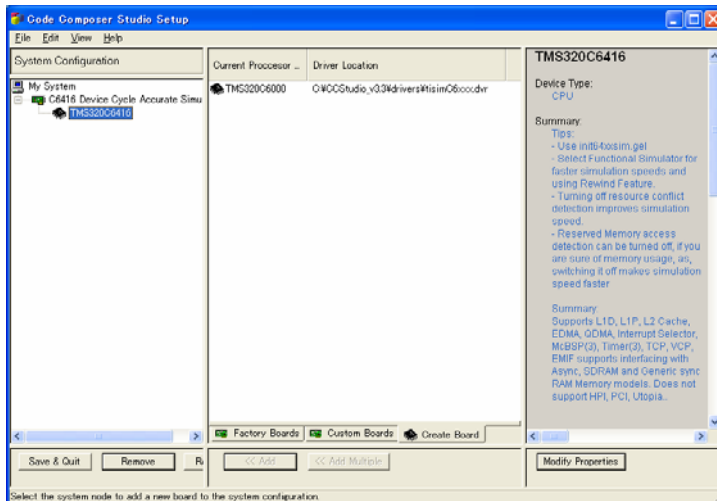 Code Composer Studio Setup
File Edit View Help
System Configuration
My System
C6416 Device Cycle Accurate Simu
TMS320C6416
Save & Quit Remove R
Current Proccesor ... Driver Location
TMS320C6000 C:¥CCStudio_v3.3¥drivers¥tisimC6xxx.dvr
Factory Boards Custom Boards Create Board
<< Add << Add Multiple
TMS320C6416
Device Type:
CPU
Summary:
Tips:
- Use init64xxsim.gel
- Select Functional Simulator for
faster simulation speeds and
using Rewind Feature.
- Turning off resource conflict
detection improves simulation
speed.
- Reserved Memory access
detection can be turned off, if you
are sure of memory usage, as,
switching it off makes simulation
speed faster
Summary:
Supports L1D, L1P, L2 Cache,
EDMA, QDMA, Interrupt Selector,
McBSP(3), Timer(3), TCP, VCP,
EMIF supports interfacing with
Async, SDRAM and Generic sync
RAM Memory models. Does not
support HPI, PCI, Utopia..
Modify Properties
Select the system node to add a new board to the system configuration.